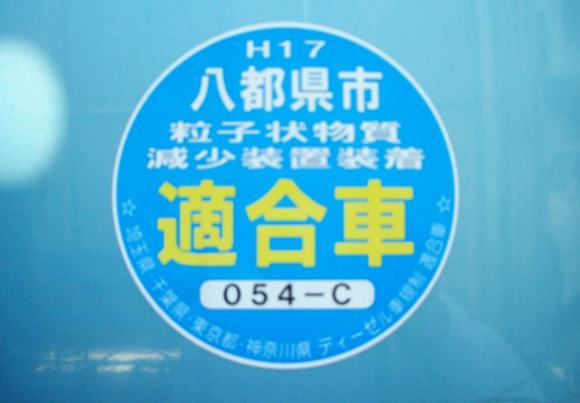 H17
八都県市
粒子状物質
減少装置装着
適合車
054-C
☆ 埼玉県・千葉県・東京都・神奈川県 ディーゼル車規制 適合車 ☆